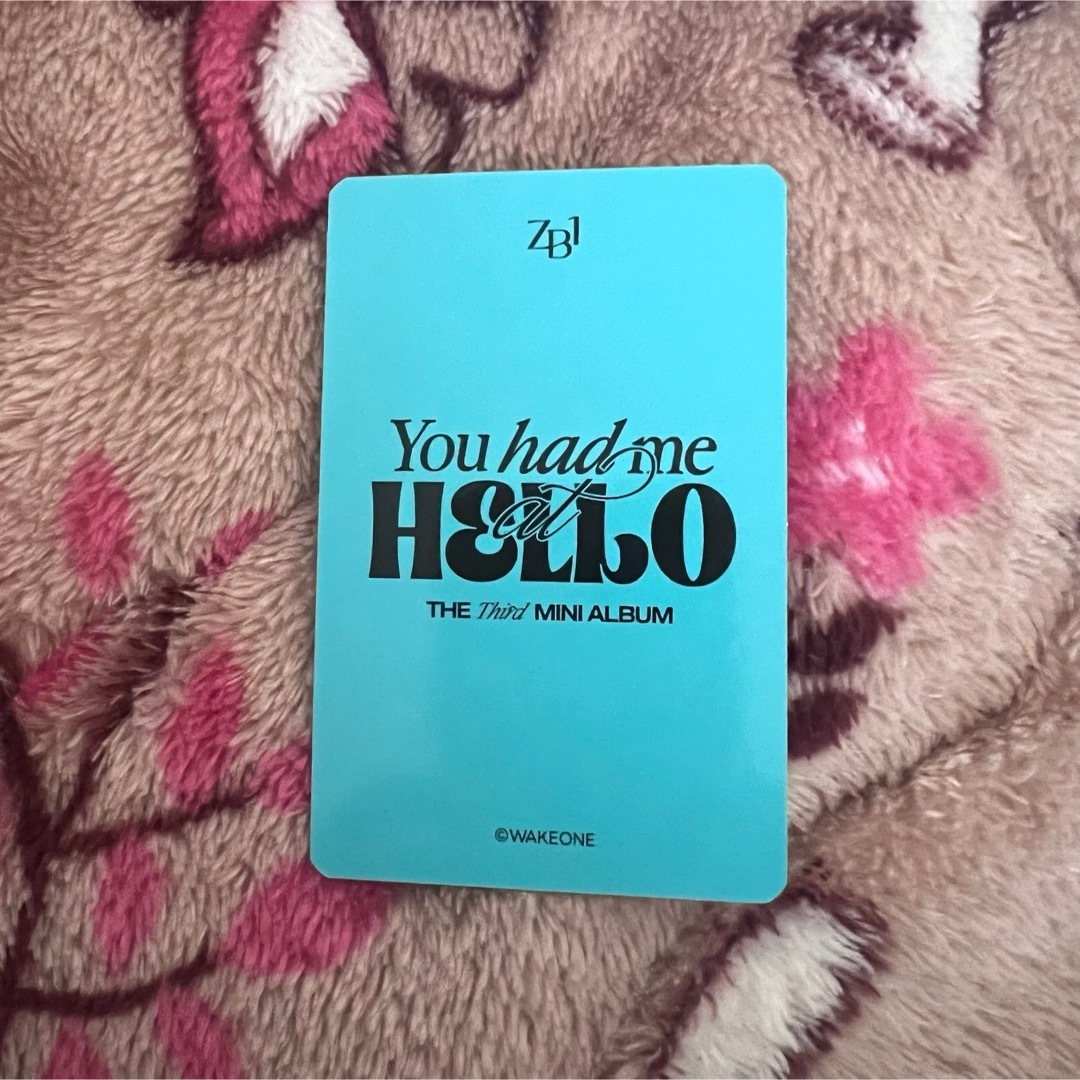 ZB1
You had me
at
HELLO
THE Third MINI ALBUM
©WAKEONE